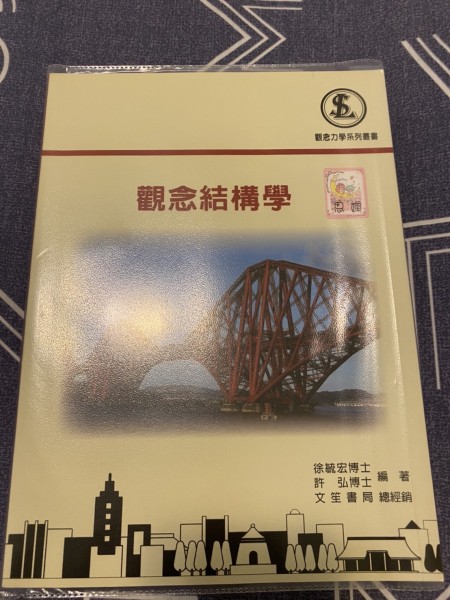 SL
觀念力學系列叢書
觀念結構學
徐毓宏博士
許 弘博士 編 著
文笙書局 總經銷